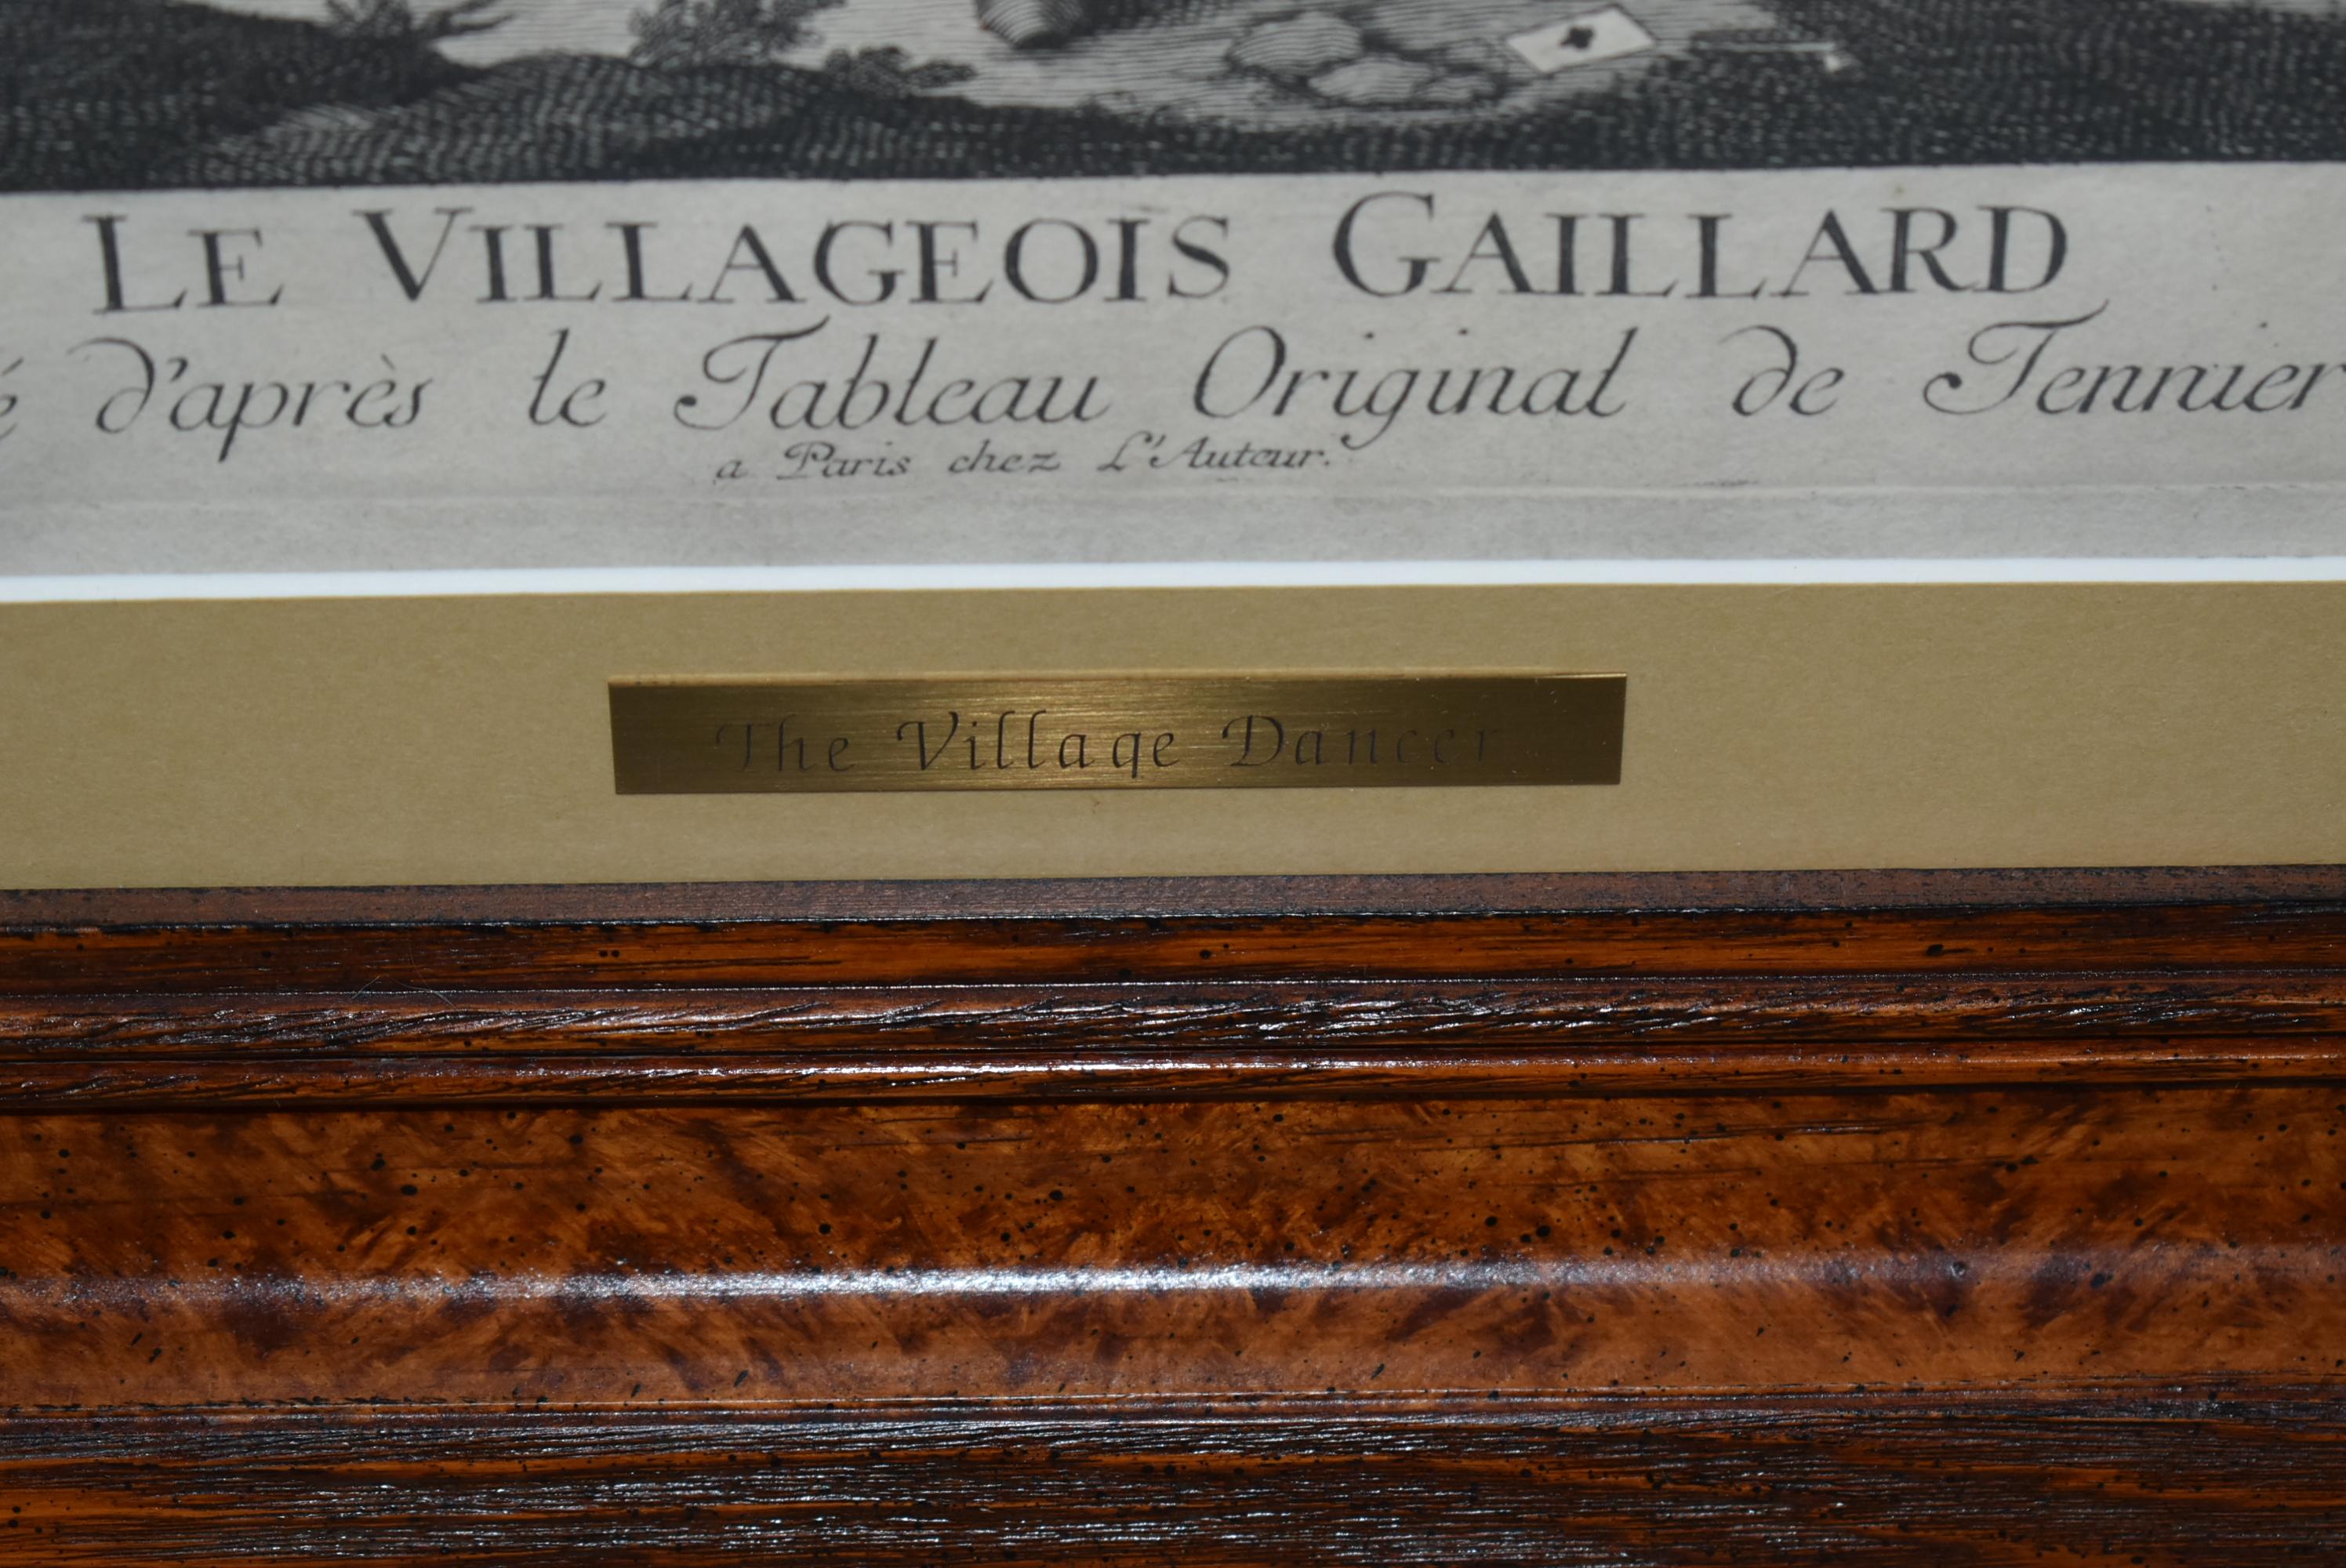 LE VILLAGEOIS GAILLARD
é d'après le Tableau Original de Tennier
a Paris chez L'Auteur.
The Village Dancer